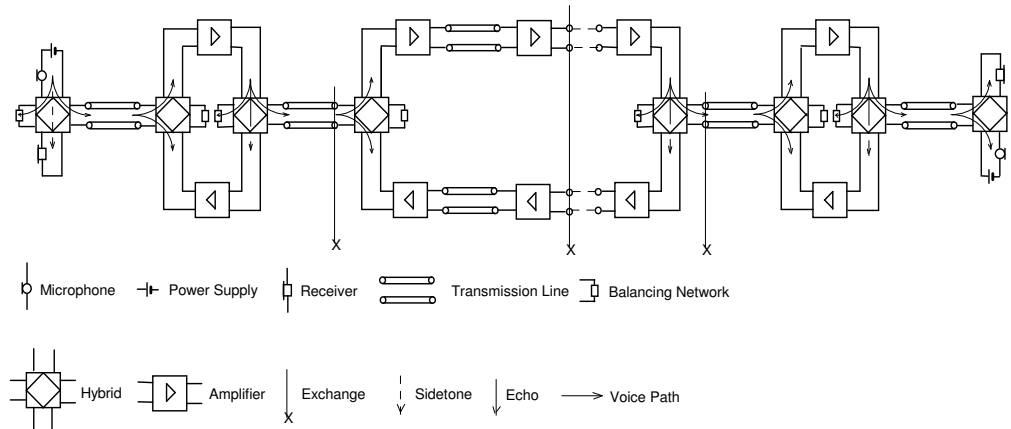 X
X
X
Microphone
Power Supply
Receiver
Transmission Line
Balancing Network
Hybrid
Amplifier
X
Exchange
Sidetone
Echo
Voice Path